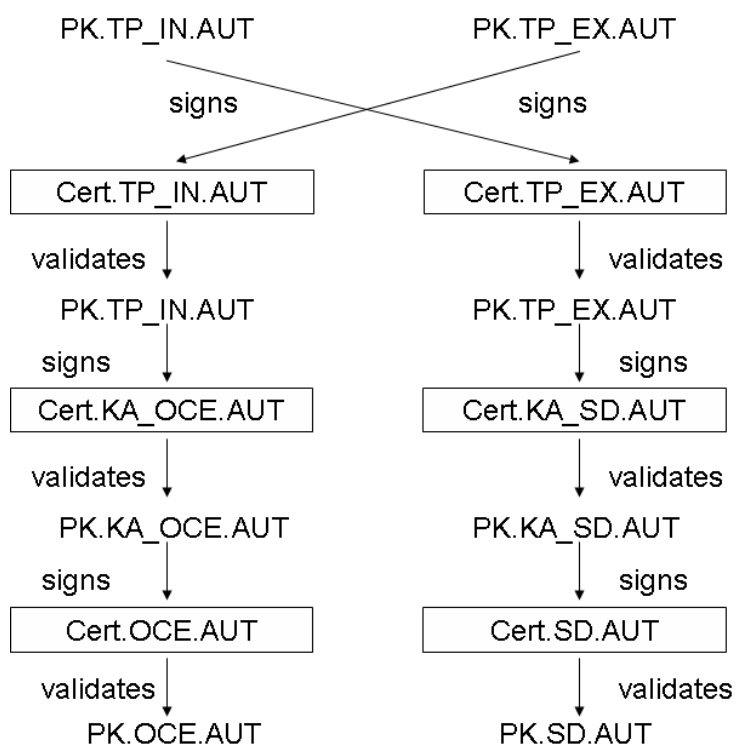 PK.TP_IN.AUT PK.TP_EX.AUT
signs signs
Cert.TP_IN.AUT Cert.TP_EX.AUT
validates validates
PK.TP_IN.AUT PK.TP_EX.AUT
signs signs
Cert.KA_OCE.AUT Cert.KA_SD.AUT
validates validates
PK.KA_OCE.AUT PK.KA_SD.AUT
signs signs
Cert.OCE.AUT Cert.SD.AUT
validates validates
PK.OCE.AUT PK.SD.AUT